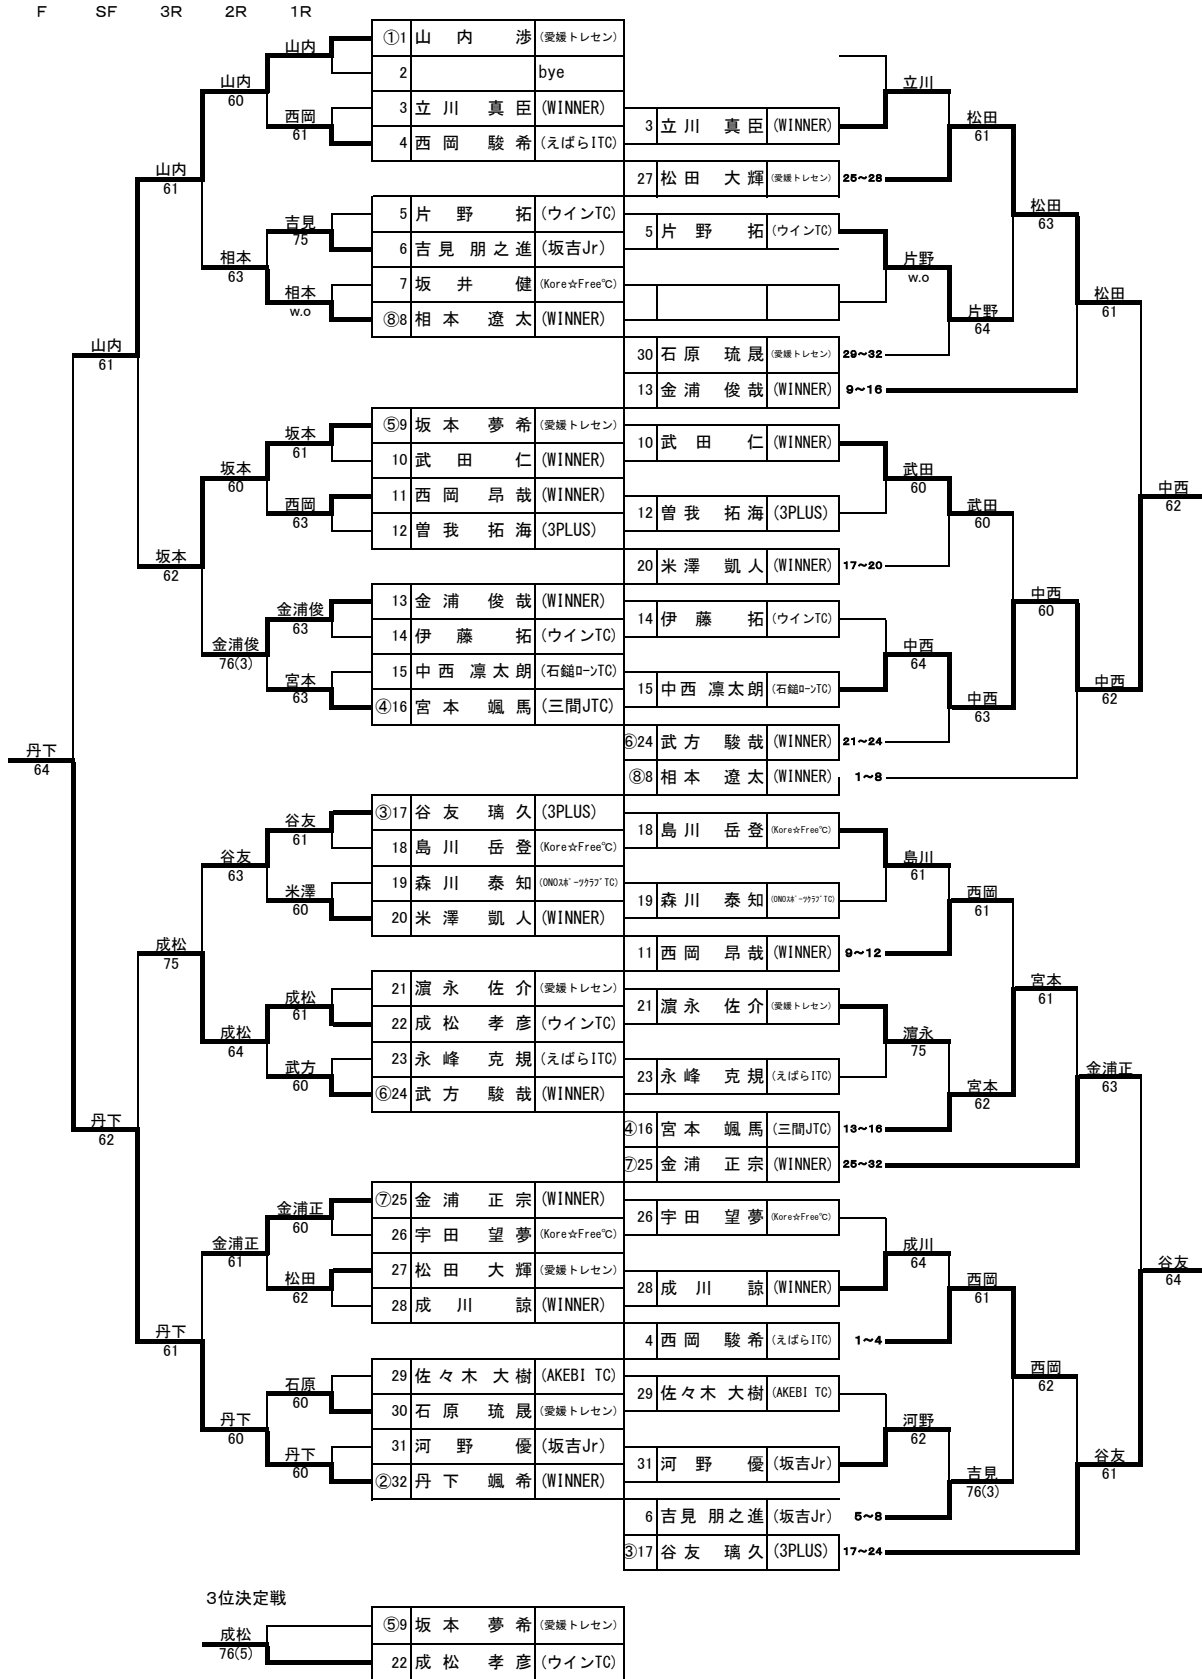 F SF 3R 2R 1R
①1 山内 渉 (愛媛トレセン)
2 bye
3 立川 真臣 (WINNER)
4 西岡 駿希 (えばらITC)
5 片野 拓 (ウインTC)
6 吉見 朋之進 (坂吉Jr)
7 坂井 健 (Kore☆Free℃)
⑧8 相本 遼太 (WINNER)
⑤9 坂本 夢希 (愛媛トレセン)
10 武田 仁 (WINNER)
11 西岡 昂哉 (WINNER)
12 曽我 拓海 (3PLUS)
13 金浦 俊哉 (WINNER)
14 伊藤 拓 (ウインTC)
15 中西 凛太朗 (石鎚ローンTC)
④16 宮本 颯馬 (三間JTC)
③17 谷友 璃久 (3PLUS)
18 島川 岳登 (Kore☆Free℃)
19 森川 泰知 (ONOスポーツクラブTC)
20 米澤 凱人 (WINNER)
21 濵永 佐介 (愛媛トレセン)
22 成松 孝彦 (ウインTC)
23 永峰 克規 (えばらITC)
⑥24 武方 駿哉 (WINNER)
⑦25 金浦 正宗 (WINNER)
26 宇田 望夢 (Kore☆Free℃)
27 松田 大輝 (愛媛トレセン)
28 成川 諒 (WINNER)
29 佐々木 大樹 (AKEBI TC)
30 石原 琉晟 (愛媛トレセン)
31 河野 優 (坂吉Jr)
②32 丹下 颯希 (WINNER)
山内
西岡
61
吉見
75
相本
w.o
坂本
61
西岡
63
金浦俊
63
宮本
63
谷友
61
米澤
60
成松
61
武方
60
金浦正
60
松田
62
石原
60
丹下
60
山内
60
相本
63
坂本
60
金浦俊
76(3)
谷友
63
成松
64
金浦正
61
丹下
60
山内
61
坂本
62
成松
75
丹下
61
山内
61
丹下
62
丹下
64
3 立川 真臣 (WINNER)
27 松田 大輝 (愛媛トレセン) 25~28
5 片野 拓 (ウインTC)
30 石原 琉晟 (愛媛トレセン) 29~32
13 金浦 俊哉 (WINNER) 9~16
10 武田 仁 (WINNER)
12 曽我 拓海 (3PLUS)
20 米澤 凱人 (WINNER) 17~20
14 伊藤 拓 (ウインTC)
15 中西 凛太朗 (石鎚ローンTC)
⑥24 武方 駿哉 (WINNER) 21~24
⑧8 相本 遼太 (WINNER) 1~8
18 島川 岳登 (Kore☆Free℃)
19 森川 泰知 (ONOスポーツクラブTC)
11 西岡 昂哉 (WINNER) 9~12
21 濵永 佐介 (愛媛トレセン)
23 永峰 克規 (えばらITC)
④16 宮本 颯馬 (三間JTC) 13~16
⑦25 金浦 正宗 (WINNER) 25~32
26 宇田 望夢 (Kore☆Free℃)
28 成川 諒 (WINNER)
4 西岡 駿希 (えばらITC) 1~4
29 佐々木 大樹 (AKEBI TC)
31 河野 優 (坂吉Jr)
6 吉見 朋之進 (坂吉Jr) 5~8
③17 谷友 璃久 (3PLUS) 17~24
立川
片野
w.o
武田
60
中西
64
島川
61
濵永
75
成川
64
河野
62
松田
61
片野
64
武田
60
中西
63
西岡
61
宮本
62
西岡
61
吉見
76(3)
松田
63
中西
60
宮本
61
西岡
62
松田
61
中西
62
金浦正
63
谷友
61
中西
62
谷友
64
3位決定戦
⑤9 坂本 夢希 (愛媛トレセン)
22 成松 孝彦 (ウインTC)
成松
76(5)